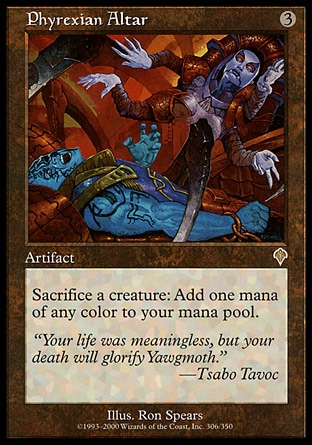 Phyrexian Altar 3
Artifact
Sacrifice a creature: Add one mana
of any color to your mana pool.
“Your life was meaningless, but your
death will glorify Yawgmoth.”
—Tsabo Tavoc
Illus. Ron Spears
©1993–2000 Wizards of the Coast, Inc. 306/350